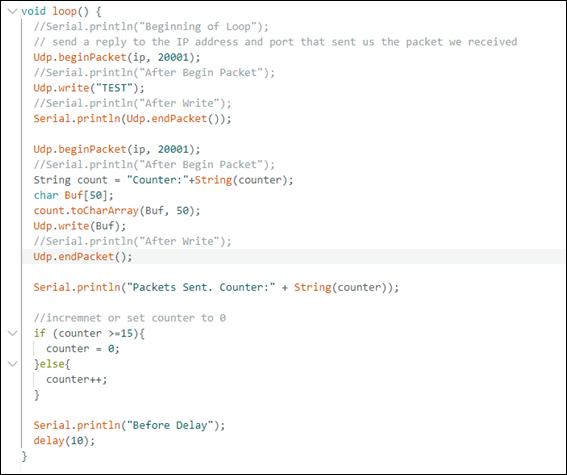 void loop() {
//Serial.println("Beginning of Loop");
// send a reply to the IP address and port that sent us the packet we received
Udp.beginPacket(ip, 20001);
//Serial.println("After Begin Packet");
Udp.write("TEST");
//Serial.println("After Write");
Serial.println(Udp.endPacket());
Udp.beginPacket(ip, 20001);
//Serial.println("After Begin Packet");
String count = "Counter:"+String(counter);
char Buf[50];
count.toCharArray(Buf, 50);
Udp.write(Buf);
//Serial.println("After Write");
Udp.endPacket();
Serial.println("Packets Sent. Counter:" + String(counter));
//incremnet or set counter to 0
if (counter >=15){
counter = 0;
}else{
counter++;
}
Serial.println("Before Delay");
delay(10);
}